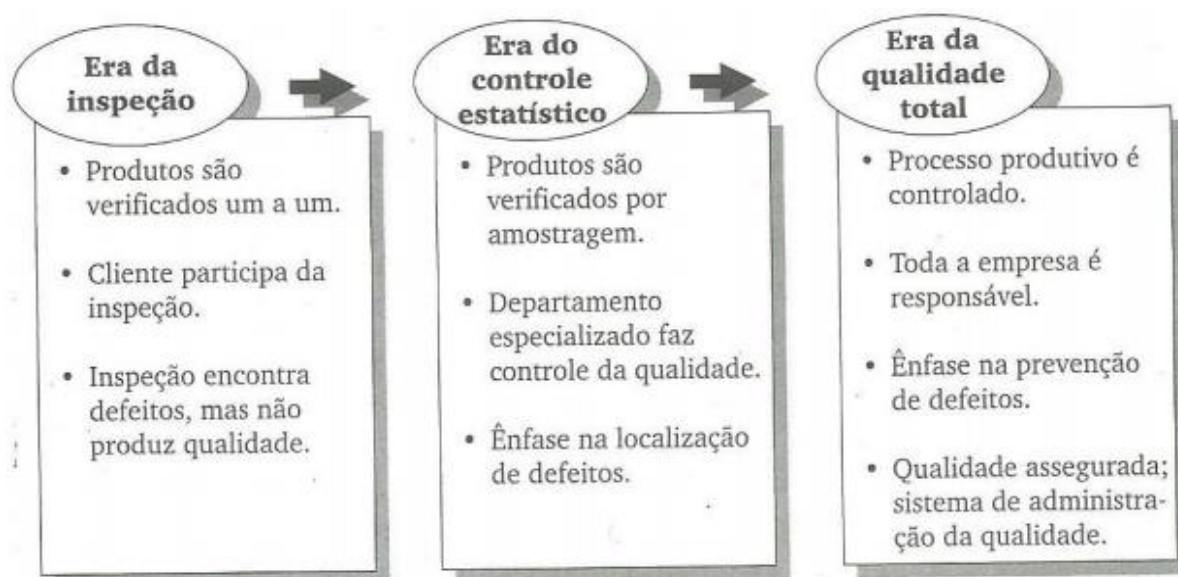 Era da
inspeção
• Produtos são
verificados um a um.
• Cliente participa da
inspeção.
• Inspeção encontra
defeitos, mas não
produz qualidade.
Era do
controle
estatístico
• Produtos são
verificados por
amostragem.
• Departamento
especializado faz
controle da qualidade.
• Ênfase na localização
de defeitos.
Era da
qualidade
total
• Processo produtivo é
controlado.
• Toda a empresa é
responsável.
• Ênfase na prevenção
de defeitos.
• Qualidade assegurada;
sistema de administra-
ção da qualidade.